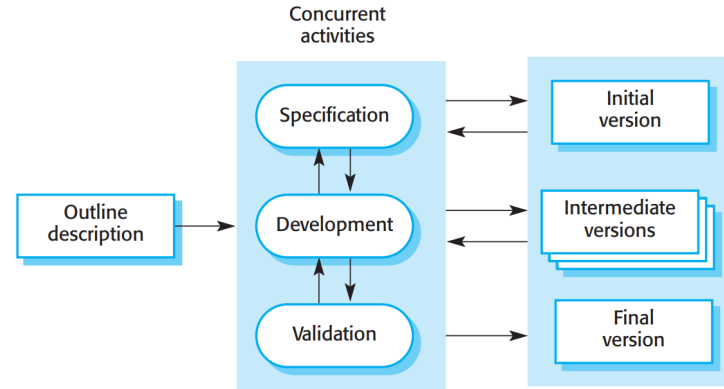 Concurrent
activities
Specification
Initial
version
Outline
description
Development
Intermediate
versions
Validation
Final
version